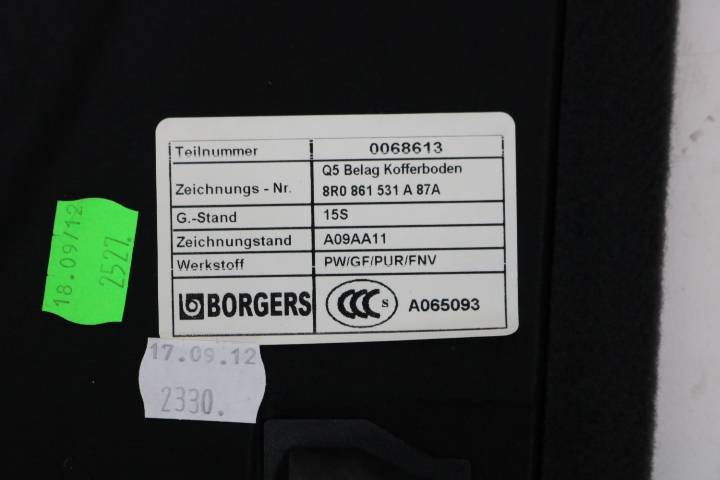 Teilnummer 0068613
Q5 Belag Kofferboden
Zeichnungs - Nr. 8R0 861 531 A 87A
G.-Stand 15S
Zeichnungstand A09AA11
Werkstoff PW/GF/PUR/FNV
BORGERS CCC S A065093
18.09/12
2527.
17.09.12
2330.